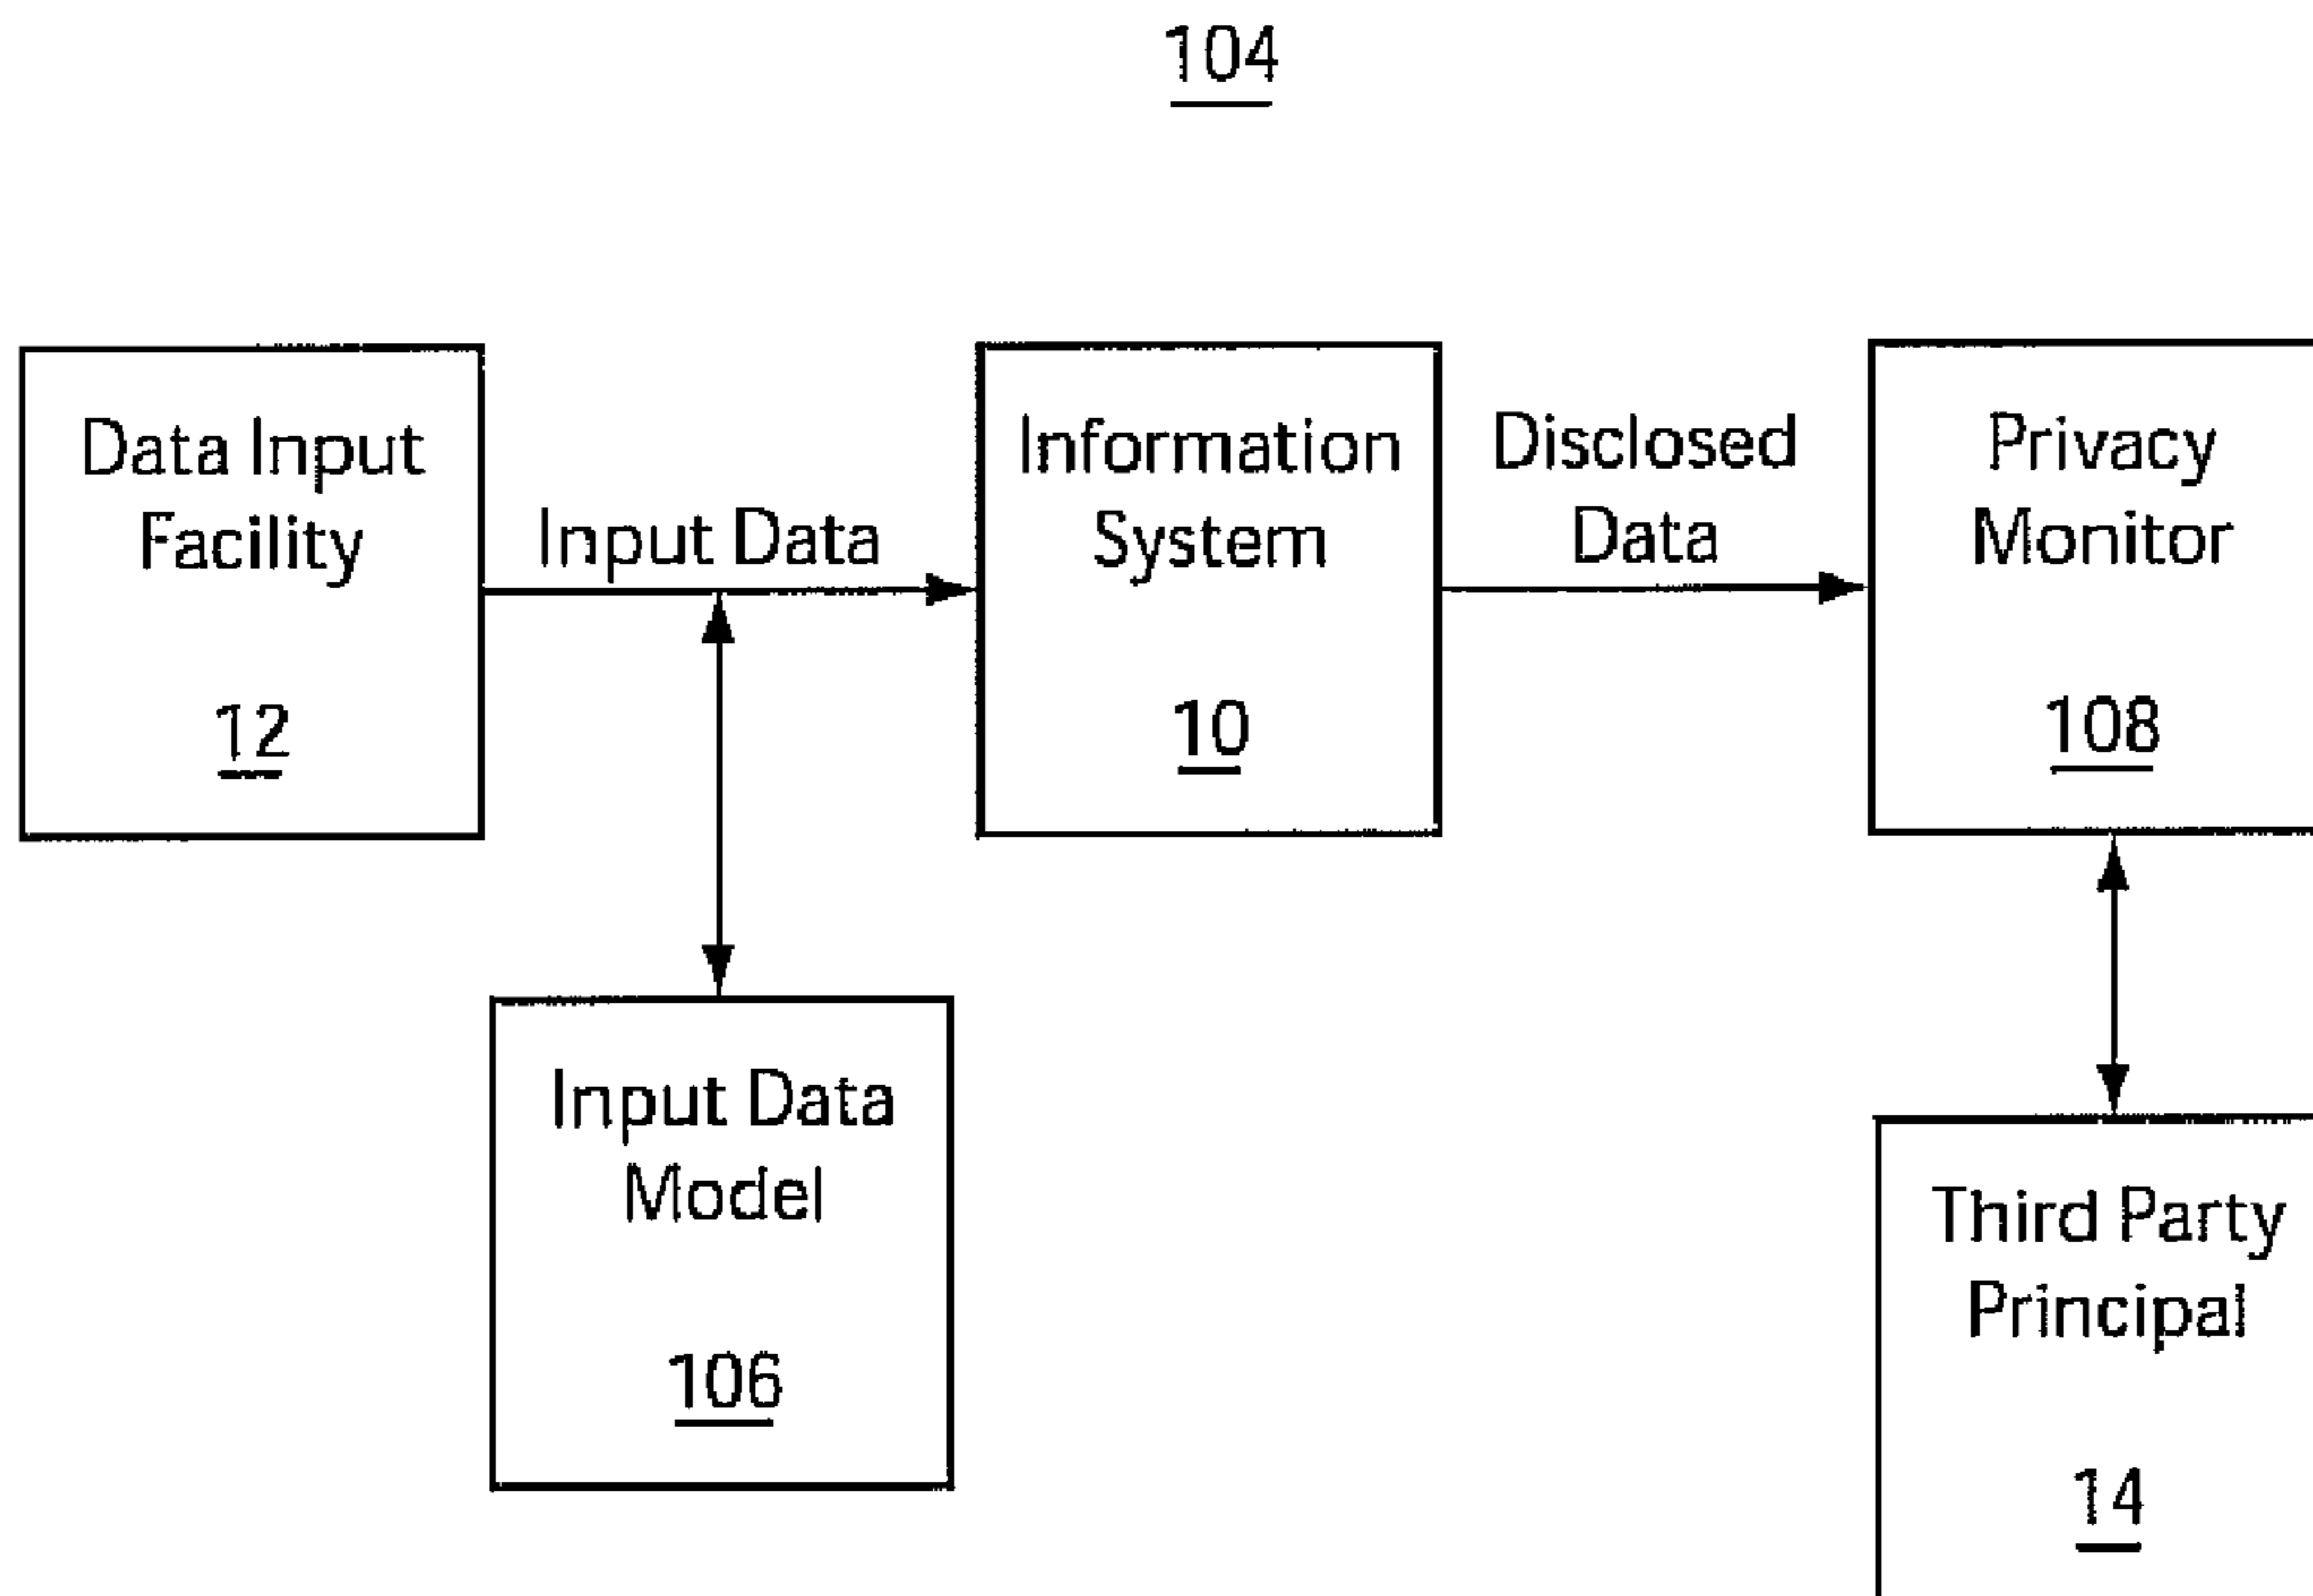 104
Data Input
Facility
12
Input Data
Information
System
10
Disclosed
Data
Privacy
Monitor
108
Input Data
Model
106
Third Party
Principal
14